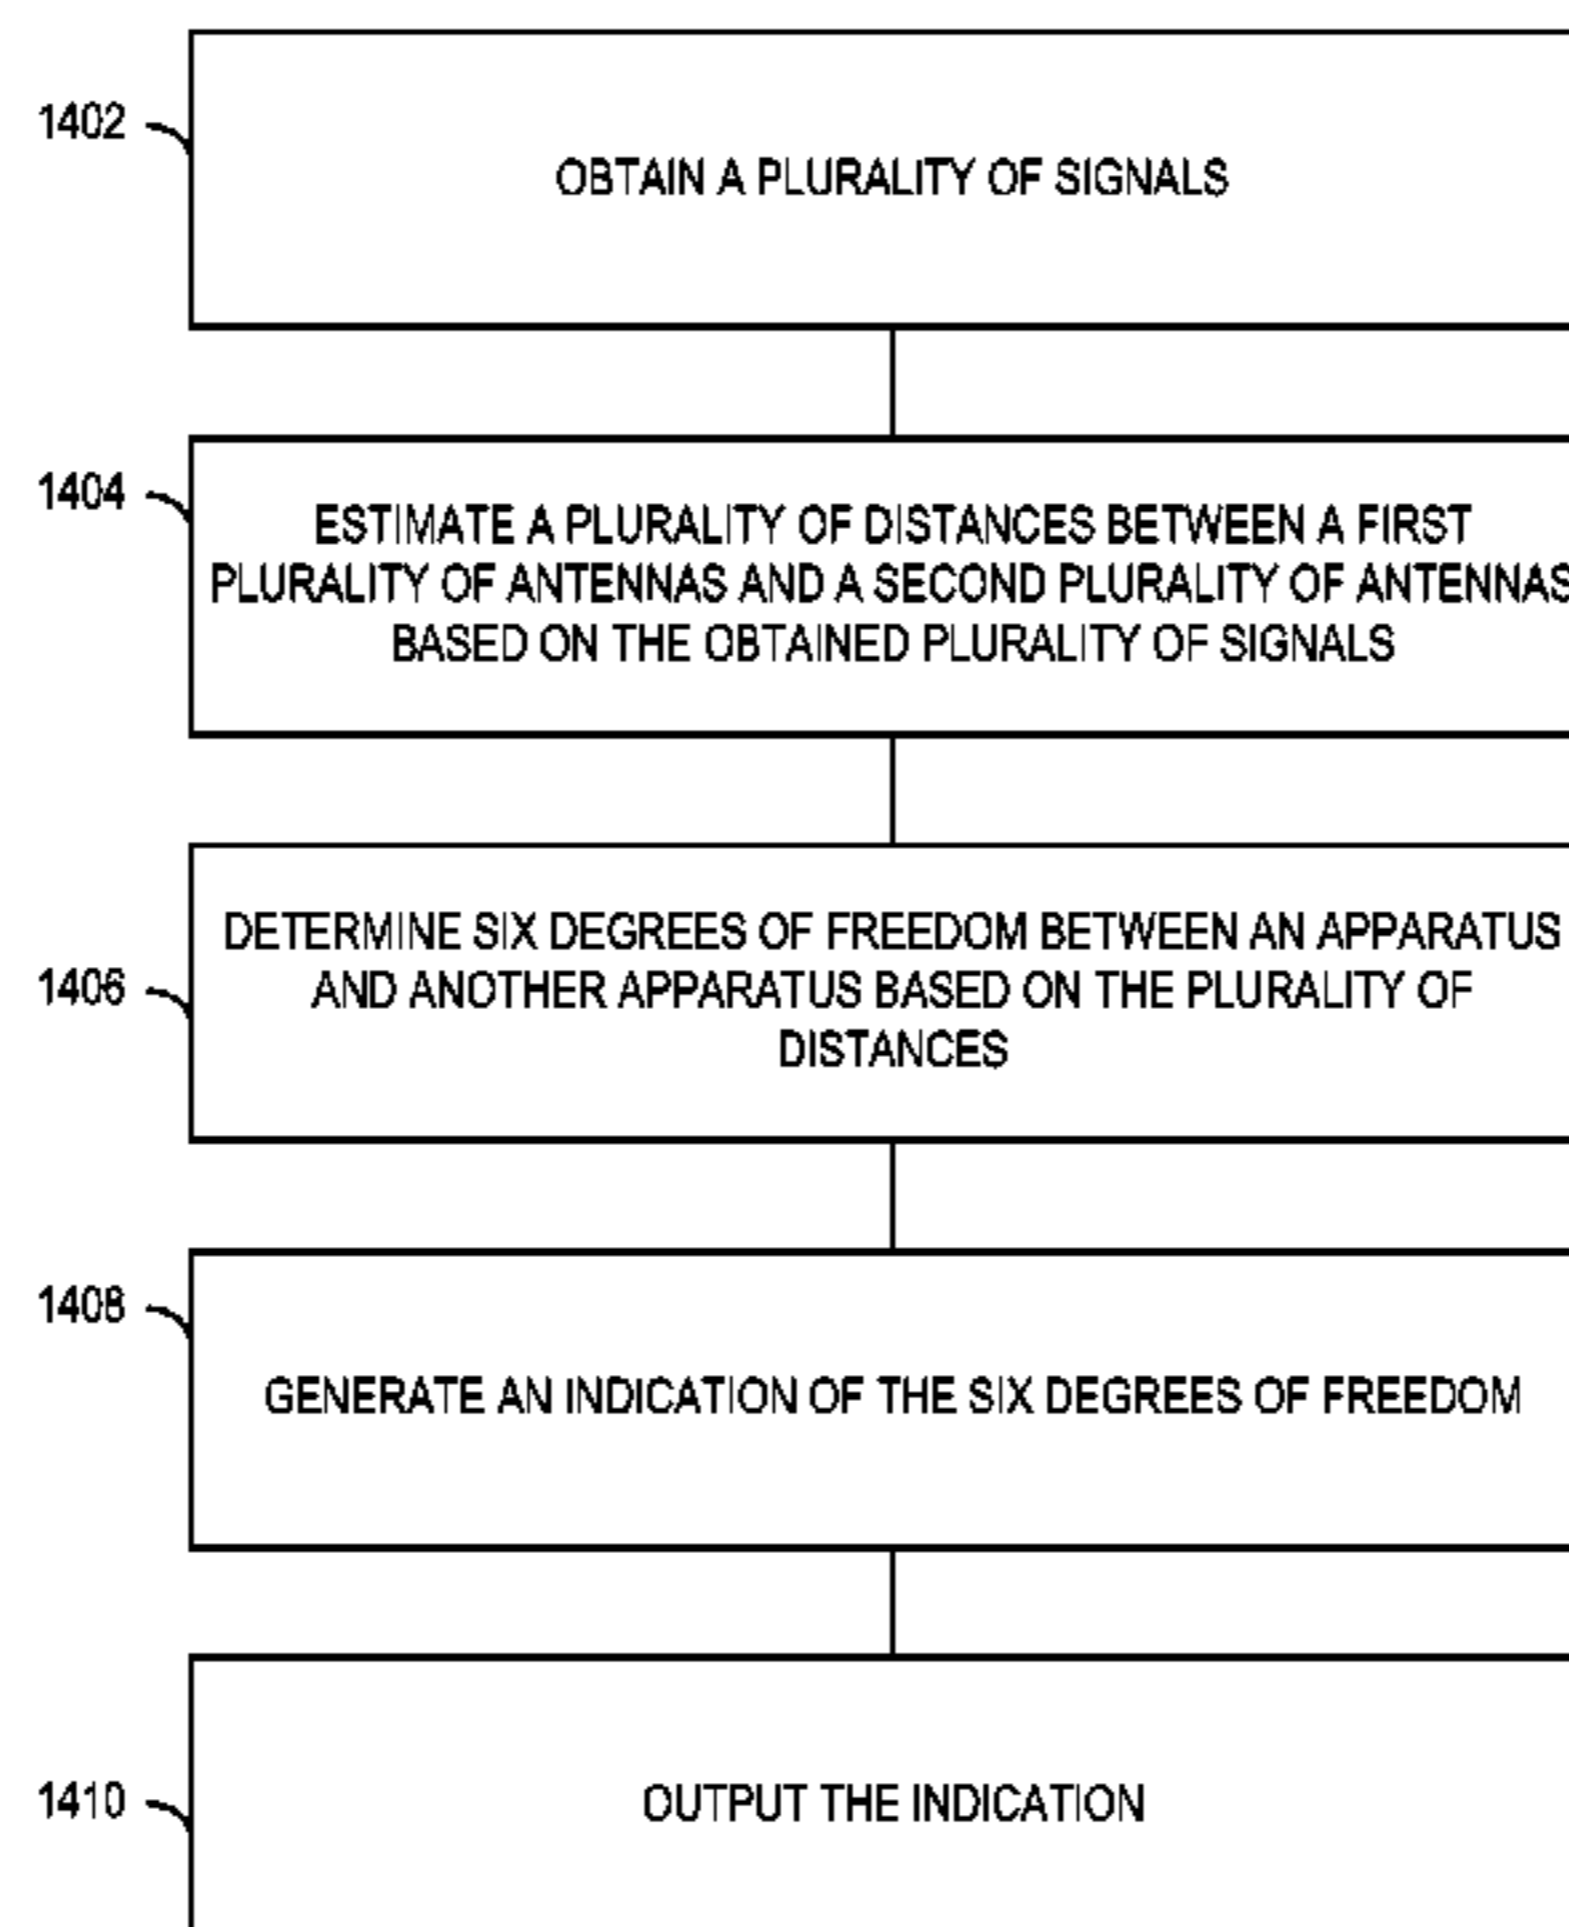 1402
OBTAIN A PLURALITY OF SIGNALS
1404
ESTIMATE A PLURALITY OF DISTANCES BETWEEN A FIRST
PLURALITY OF ANTENNAS AND A SECOND PLURALITY OF ANTENNAS
BASED ON THE OBTAINED PLURALITY OF SIGNALS
1406
DETERMINE SIX DEGREES OF FREEDOM BETWEEN AN APPARATUS
AND ANOTHER APPARATUS BASED ON THE PLURALITY OF
DISTANCES
1408
GENERATE AN INDICATION OF THE SIX DEGREES OF FREEDOM
1410
OUTPUT THE INDICATION